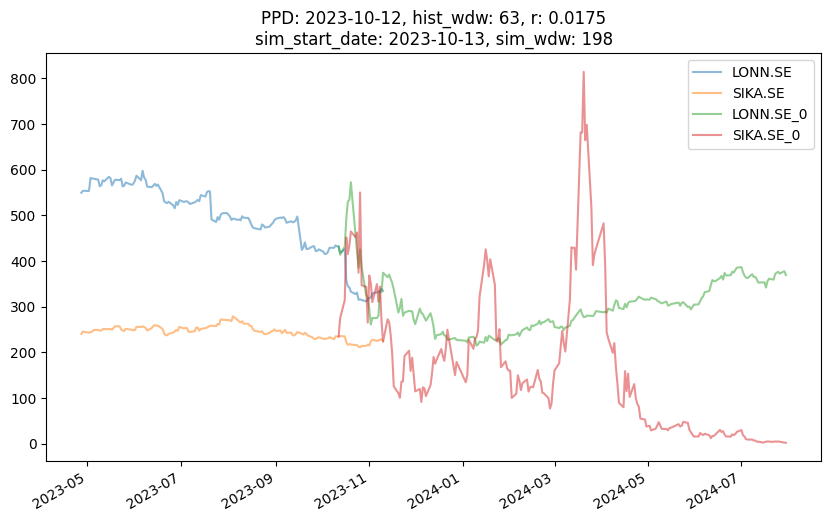 PPD: 2023-10-12, hist_wdw: 63, r: 0.0175
sim_start_date: 2023-10-13, sim_wdw: 198
LONN.SE
SIKA.SE
LONN.SE_0
SIKA.SE_0
800
700
600
500
400
300
200
100
0
2023-05
2023-07
2023-09
2023-11
2024-01
2024-03
2024-05
2024-07